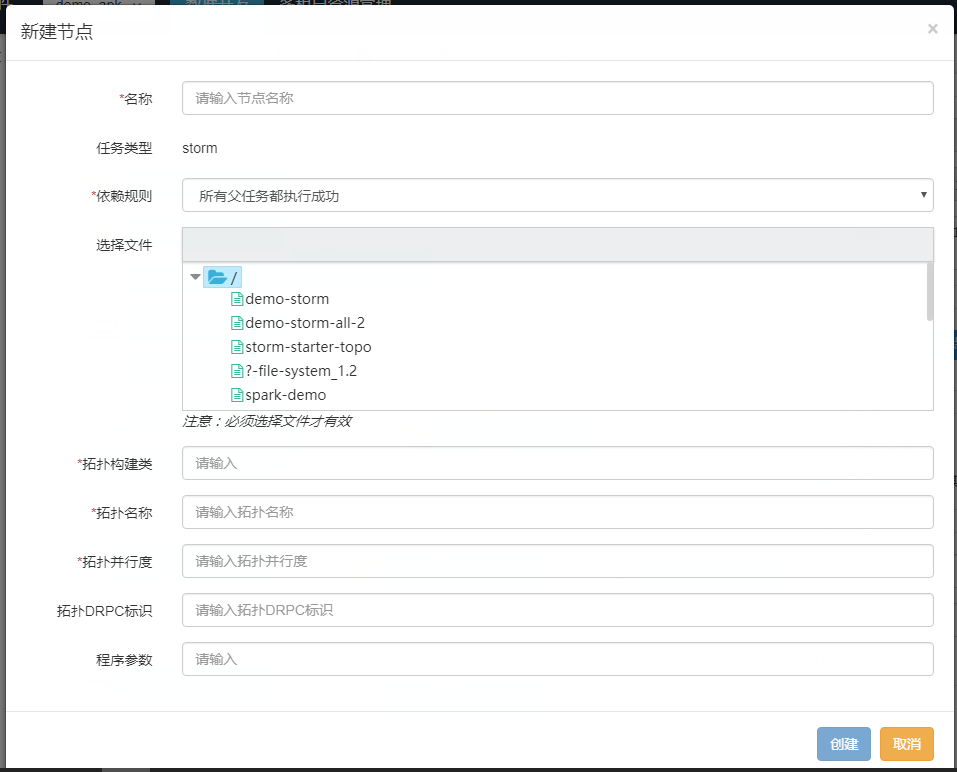 新建节点
×
*名称
请输入节点名称
任务类型
storm
*依赖规则
所有父任务都执行成功
选择文件
/
demo-storm
demo-storm-all-2
storm-starter-topo
?-file-system_1.2
spark-demo
注意：必须选择文件才有效
*拓扑构建类
请输入
*拓扑名称
请输入拓扑名称
*拓扑并行度
请输入拓扑并行度
拓扑DRPC标识
请输入拓扑DRPC标识
程序参数
请输入
创建
取消